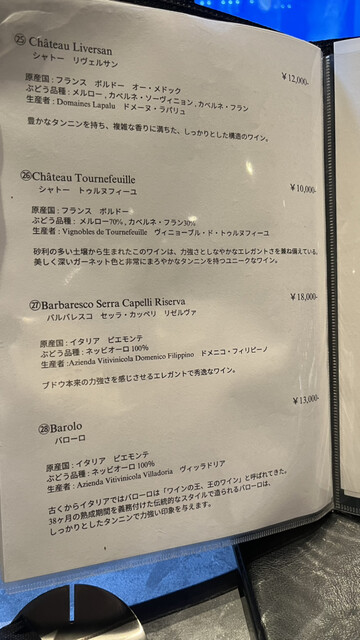 ㉕ Château Liversan
シャトー　リヴェルサン
¥12,000-
原産国：フランス　ボルドー　オー・メドック
ぶどう品種：メルロー , カベルネ・ソーヴィニョン , カベルネ・フラン
生産者：Domaines Lapalu　ドメーヌ・ラパリュ
豊かなタンニンを持ち、複雑な香りに満ちた、しっかりとした構造のワイン。
㉖Château Tournefeuille
シャトー　トゥルヌフィーユ
¥10,000-
原産国：フランス　ボルドー
ぶどう品種：メルロー70% , カベルネ・フラン30%
生産者：Vignobles de Tournefeuille　ヴィニョーブル・ド・トゥルヌフィーユ
砂利の多い土壌から生まれたこのワインは、力強さとしなやかなエレガントさを兼ね備えている。
美しく深いガーネット色と非常にまろやかなタンニンを持つユニークなワイン。
㉗Barbaresco Serra Capelli Riserva
バルバレスコ　セッラ・カッペリ　リゼルヴァ
¥18,000-
原産国：イタリア　ピエモンテ
ぶどう品種：ネッビオーロ100%
生産者：Azienda Vitivinicola Domenico Filippino　ドメニコ・フィリピーノ
ブドウ本来の力強さを感じさせるエレガントで秀逸なワイン。
㉘Barolo
バローロ
¥13,000-
原産国：イタリア　ピエモンテ
ぶどう品種：ネッビオーロ100%
生産者：Azienda Vitivinicola Villadoria　ヴィッラドリア
古くからイタリアではバローロは「ワインの王、王のワイン」と呼ばれてきた。
38ヶ月の熟成期間を義務付けた伝統的なスタイルで造られるバローロは、
しっかりとしたタンニンで力強い印象を与えます。